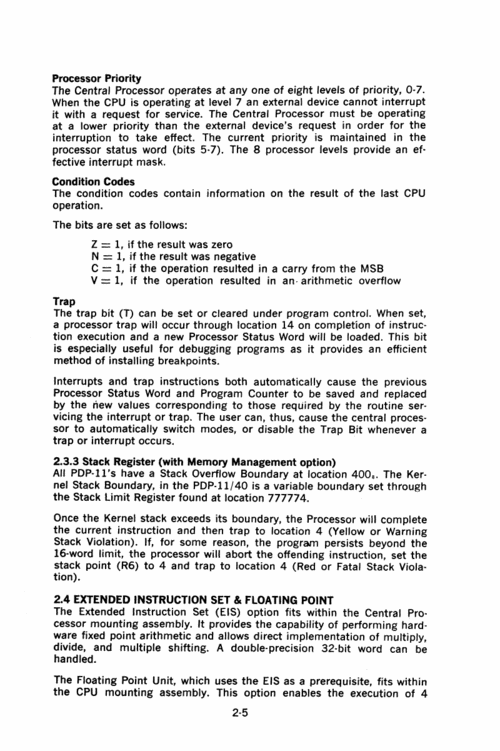 Processor Priority
The Central Processor operates at any one of eight levels of priority, 0-7.
When the CPU is operating at level 7 an external device cannot interrupt
it with a request for service. The Central Processor must be operating
at a lower priority than the external device's request in order for the
interruption to take effect. The current priority is maintained in the
processor status word (bits 5-7). The 8 processor levels provide an ef-
fective interrupt mask.
Condition Codes
The condition codes contain information on the result of the last CPU
operation.
The bits are set as follows:
Z = 1, if the result was zero
N = 1, if the result was negative
C = 1, if the operation resulted in a carry from the MSB
V = 1, if the operation resulted in an arithmetic overflow
Trap
The trap bit (T) can be set or cleared under program control. When set,
a processor trap will occur through location 14 on completion of instruc-
tion execution and a new Processor Status Word will be loaded. This bit
is especially useful for debugging programs as it provides an efficient
method of installing breakpoints.
Interrupts and trap instructions both automatically cause the previous
Processor Status Word and Program Counter to be saved and replaced
by the new values corresponding to those required by the routine ser-
vicing the interrupt or trap. The user can, thus, cause the central proces-
sor to automatically switch modes, or disable the Trap Bit whenever a
trap or interrupt occurs.
2.3.3 Stack Register (with Memory Management option)
All PDP-11's have a Stack Overflow Boundary at location 400₈. The Ker-
nel Stack Boundary, in the PDP-11/40 is a variable boundary set through
the Stack Limit Register found at location 777774.
Once the Kernel stack exceeds its boundary, the Processor will complete
the current instruction and then trap to location 4 (Yellow or Warning
Stack Violation). If, for some reason, the program persists beyond the
16-word limit, the processor will abort the offending instruction, set the
stack point (R6) to 4 and trap to location 4 (Red or Fatal Stack Viola-
tion).
2.4 EXTENDED INSTRUCTION SET & FLOATING POINT
The Extended Instruction Set (EIS) option fits within the Central Pro-
cessor mounting assembly. It provides the capability of performing hard-
ware fixed point arithmetic and allows direct implementation of multiply,
divide, and multiple shifting. A double-precision 32-bit word can be
handled.
The Floating Point Unit, which uses the EIS as a prerequisite, fits within
the CPU mounting assembly. This option enables the execution of 4
2-5